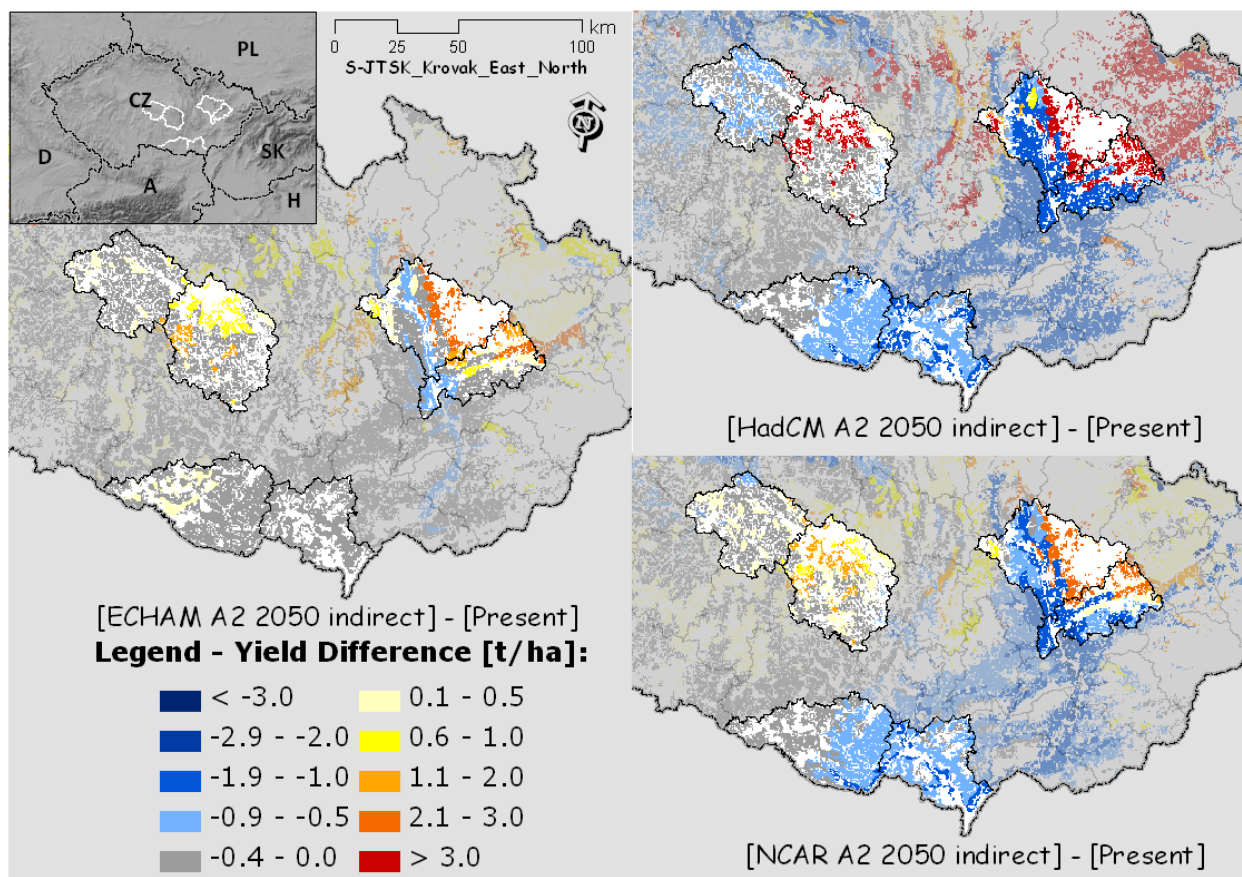 PL
CZ
D
SK
A
H
km
0 25 50 100
S-JTSK_Krovak_East_North
N
[HadCM A2 2050 indirect] - [Present]
[ECHAM A2 2050 indirect] - [Present]
Legend - Yield Difference [t/ha]:
< -3.0
-2.9 - -2.0
-1.9 - -1.0
-0.9 - -0.5
-0.4 - 0.0
0.1 - 0.5
0.6 - 1.0
1.1 - 2.0
2.1 - 3.0
> 3.0
[NCAR A2 2050 indirect] - [Present]